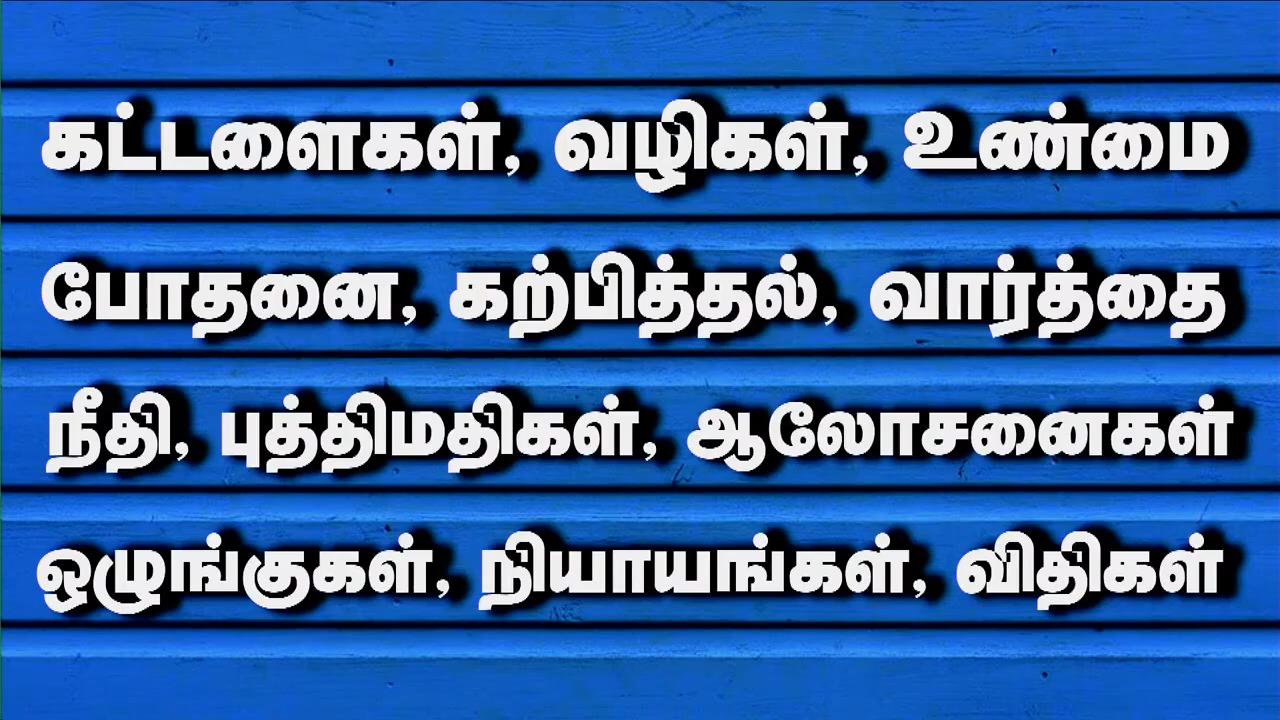 கட்டளைகள், வழிகள், உண்மை
போதனை, கற்பித்தல், வார்த்தை
நீதி, புத்திமதிகள், ஆலோசனைகள்
ஒழுங்குகள், நியாயங்கள், விதிகள்